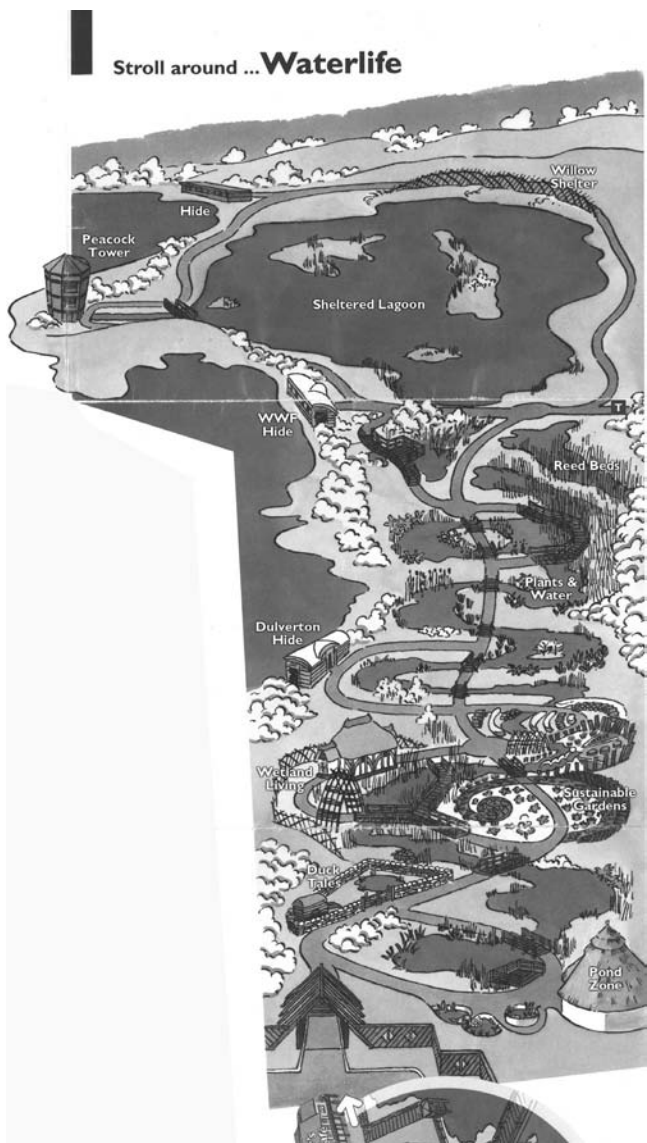 Stroll around ... Waterlife
Willow
Shelter
Hide
Peacock
Tower
Sheltered Lagoon
T
WWF
Hide
Reed Beds
Plants &
Water
Dulverton
Hide
Wetland
Living
Sustainable
Gardens
Duck
Tales
Pond
Zone